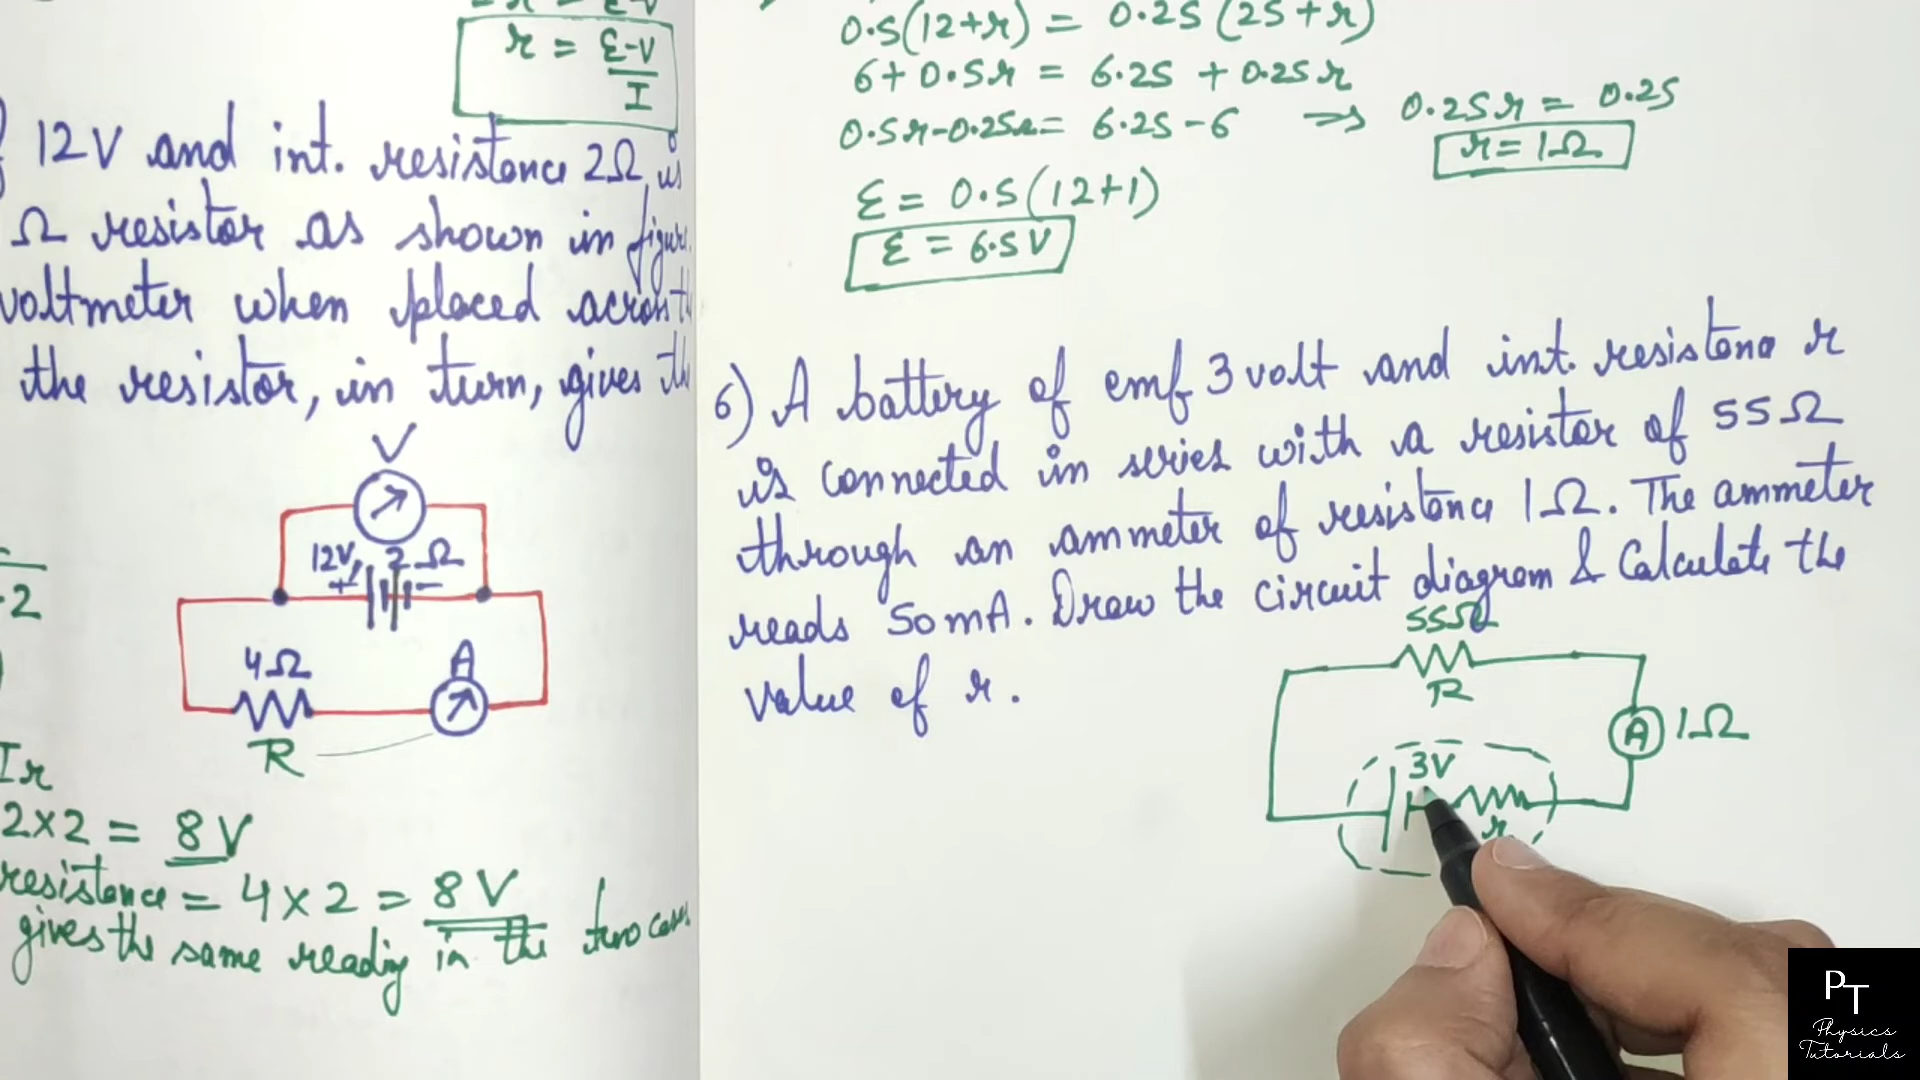 r = ε-V
I
12V and int. resistance 2Ω, is
Ω resistor as shown in figure.
voltmeter when placed across the
the resistor, in turn, gives the
V
12V, 2Ω
+ -
4Ω
A
R
Ir
2×2 = 8V
resistance = 4×2 = 8V
gives the same reading in the two cases.
0.5(12+r) = 0.25(25+r)
6+0.5r = 6.25 + 0.25r
0.5r-0.25r = 6.25-6 ⇒ 0.25r = 0.25
r = 1Ω
ε = 0.5(12+1)
ε = 6.5V
6) A battery of emf 3 volt and int. resistance r
is connected in series with a resistor of 55Ω
through an ammeter of resistance 1Ω. The ammeter
reads 50mA. Draw the circuit diagram & Calculate the
value of r.
55Ω
R
A 1Ω
3V
r
PT
Physics
Tutorials